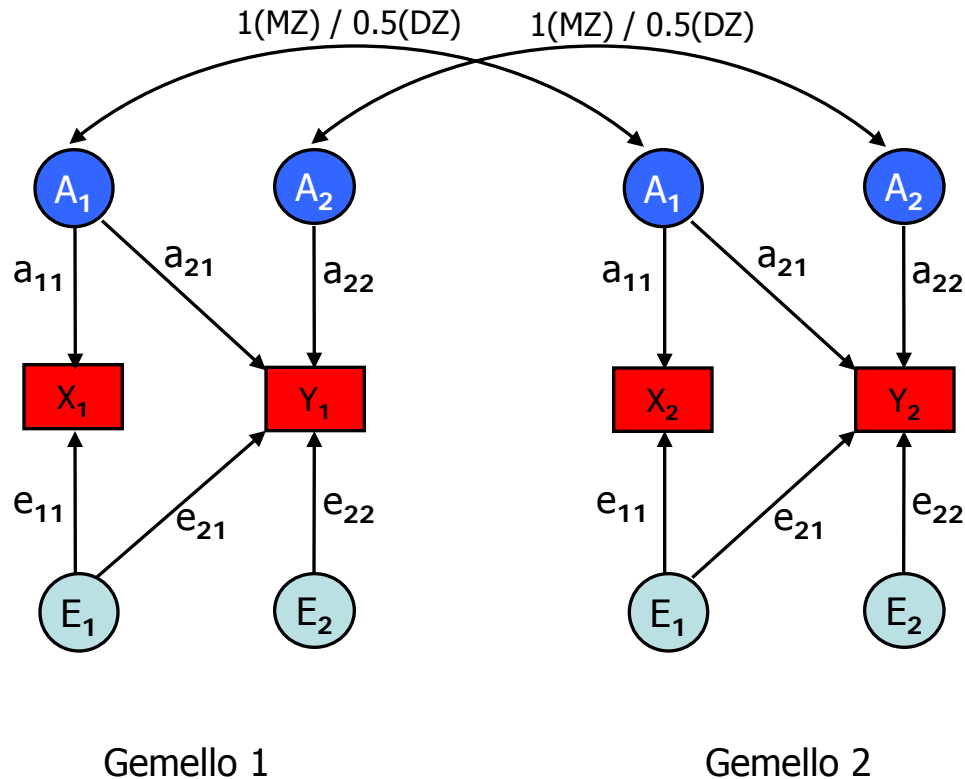 1(MZ) / 0.5(DZ) 1(MZ) / 0.5(DZ)
A1 A2 A1 A2
a11 a21 a22 a11 a21 a22
X1 Y1 X2 Y2
e11 e21 e22 e11 e21 e22
E1 E2 E1 E2
Gemello 1 Gemello 2